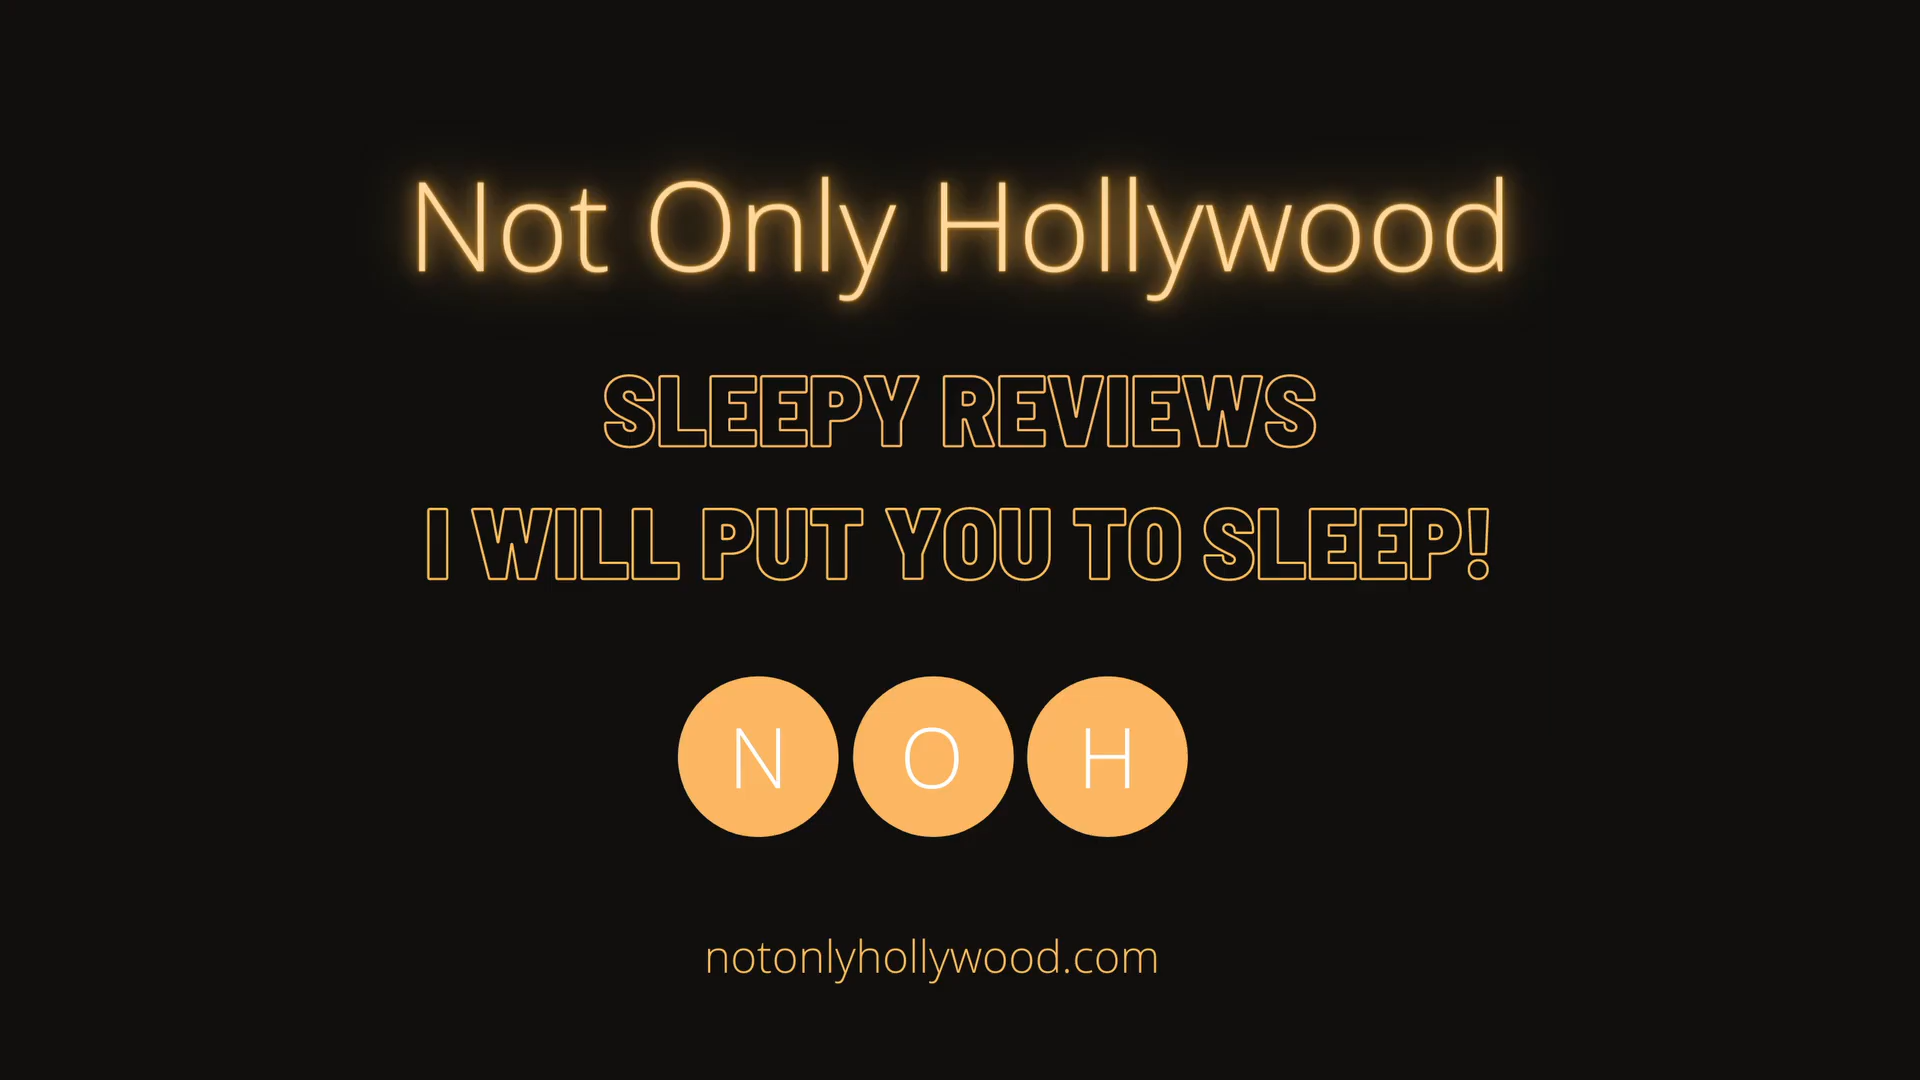 Not Only Hollywood
SLEEPY REVIEWS
I WILL PUT YOU TO SLEEP!
N O H
notonlyhollywood.com